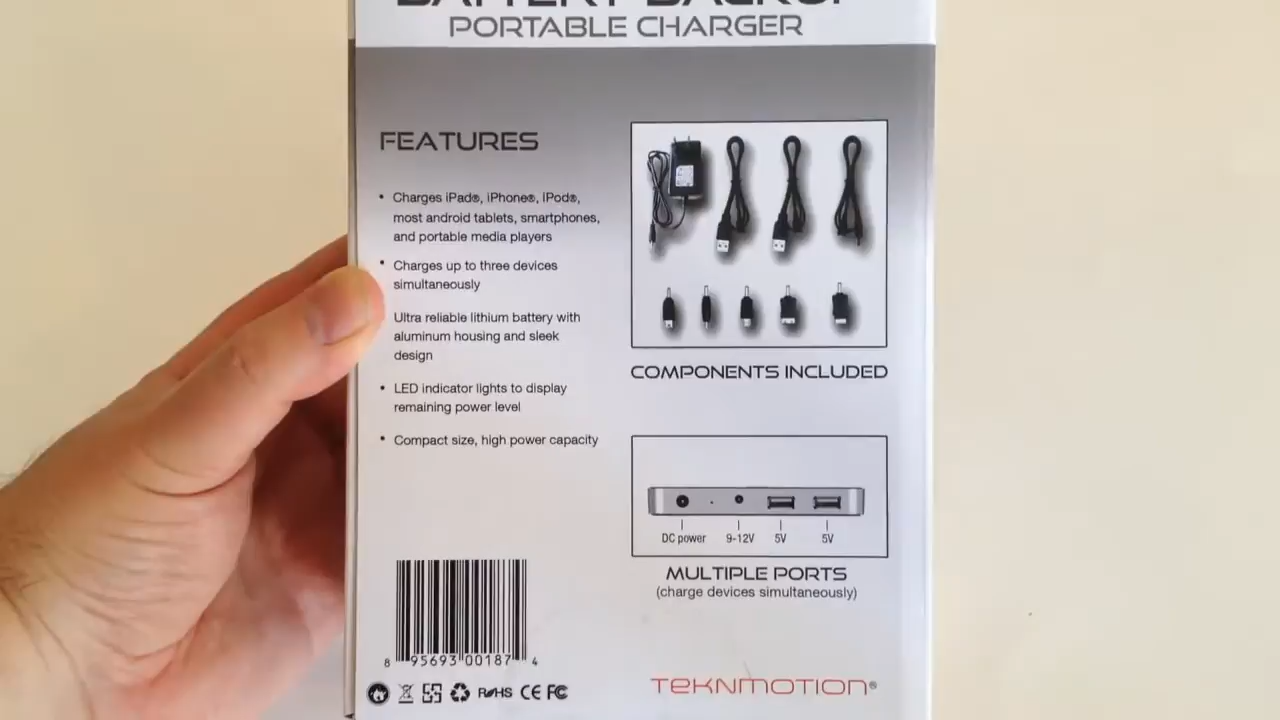 BATTERY BACKUP
PORTABLE CHARGER
FEATURES
• Charges iPad®, iPhone®, iPod®,
most android tablets, smartphones,
and portable media players
• Charges up to three devices
simultaneously
Ultra reliable lithium battery with
aluminum housing and sleek
design
• LED indicator lights to display
remaining power level
• Compact size, high power capacity
COMPONENTS INCLUDED
DC power 9-12V 5V 5V
MULTIPLE PORTS
(charge devices simultaneously)
8 95693 00187 4
RoHS CE FC
TEKNMOTION®